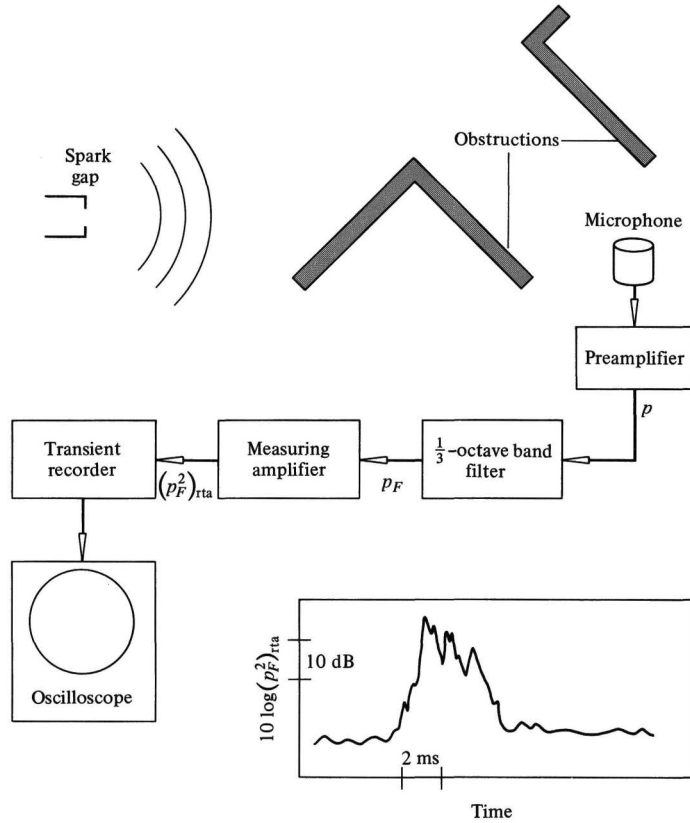 Spark
gap
Obstructions
Microphone
Preamplifier
p
Transient
recorder
(p_F^2)_rta
Measuring
amplifier
p_F
1/3-octave band
filter
Oscilloscope
10 log(p_F^2)_rta
10 dB
2 ms
Time